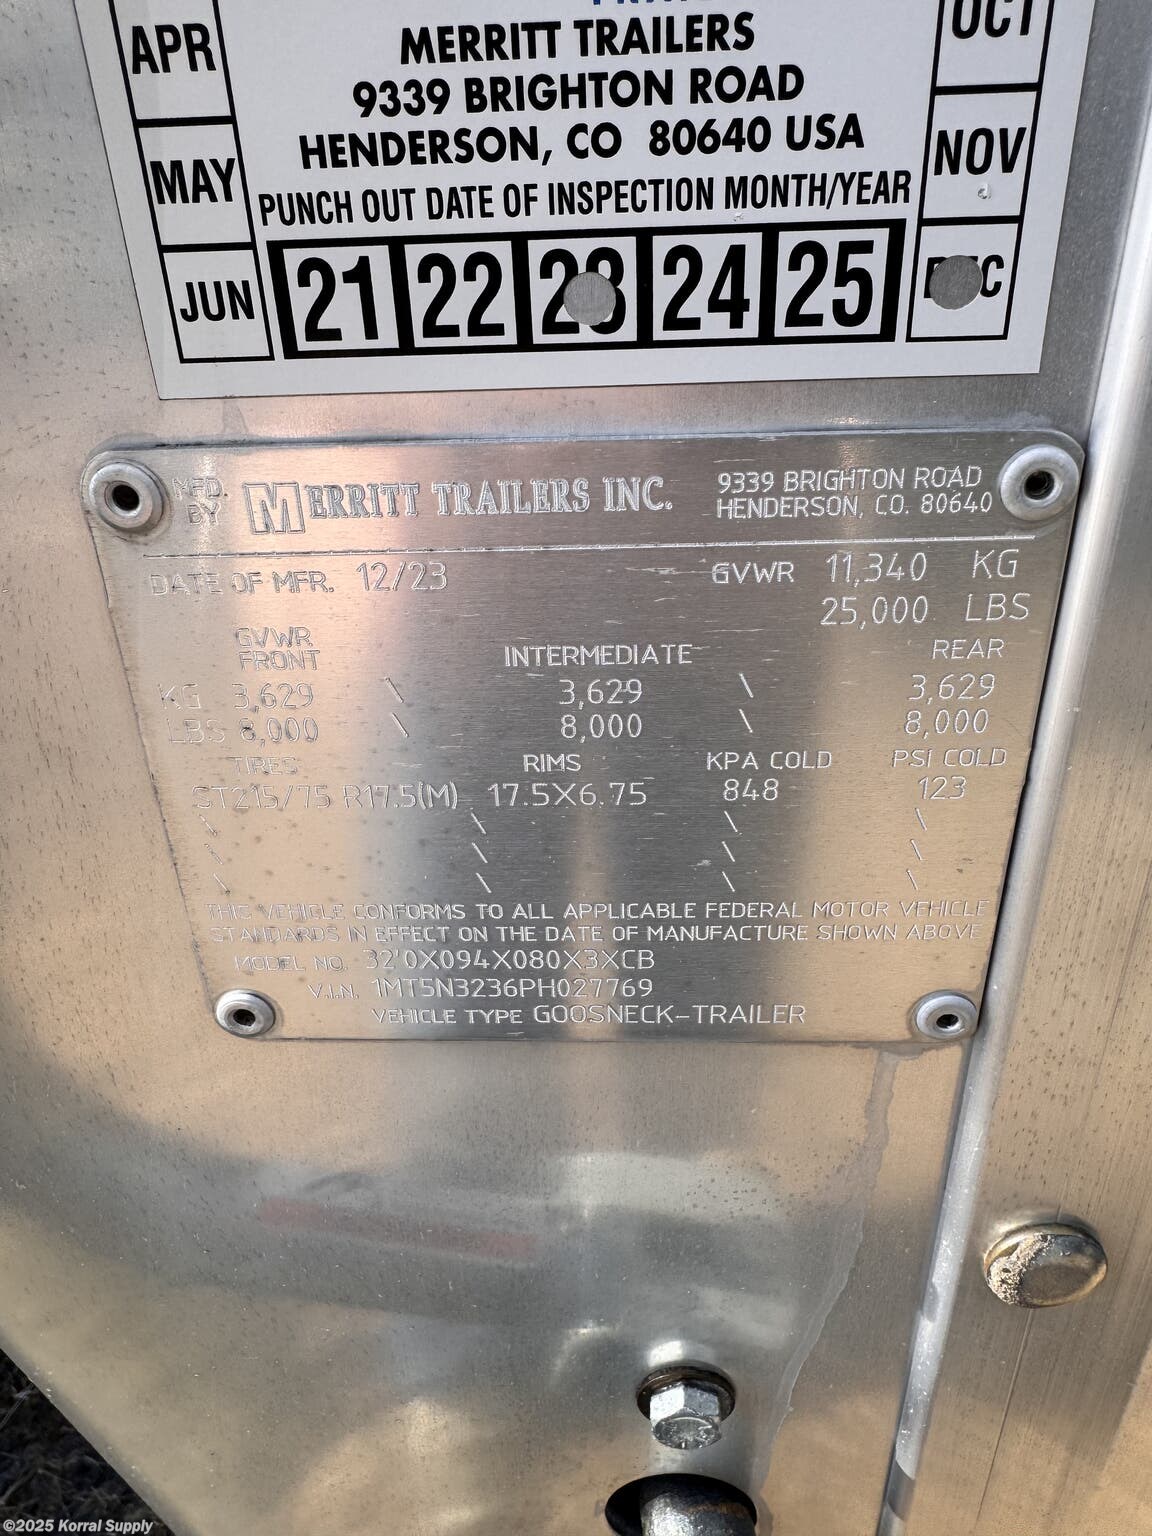 APR
MERRITT TRAILERS
OCT
9339 BRIGHTON ROAD
HENDERSON, CO 80640 USA
MAY
NOV
PUNCH OUT DATE OF INSPECTION MONTH/YEAR
JUN 21 22 23 24 25 DEC
MFD. BY MERRITT TRAILERS INC.
9339 BRIGHTON ROAD
HENDERSON, CO. 80640
DATE OF MFR. 12/23 GVWR 11,340 KG
25,000 LBS
GVWR
FRONT INTERMEDIATE REAR
KG 3,629 \ 3,629 \ 3,629
LBS 8,000 \ 8,000 \ 8,000
TIRES RIMS KPA COLD PSI COLD
ST215/75 R17.5(M) 17.5X6.75 848 123
\ \ \ \
\ \ \ \
\ \ \ \
THIS VEHICLE CONFORMS TO ALL APPLICABLE FEDERAL MOTOR VEHICLE
STANDARDS IN EFFECT ON THE DATE OF MANUFACTURE SHOWN ABOVE
MODEL NO. 32'0X094X080X3XCB
V.I.N. 1MT5N3236PH027769
VEHICLE TYPE GOOSNECK-TRAILER
©2025 Korral Supply